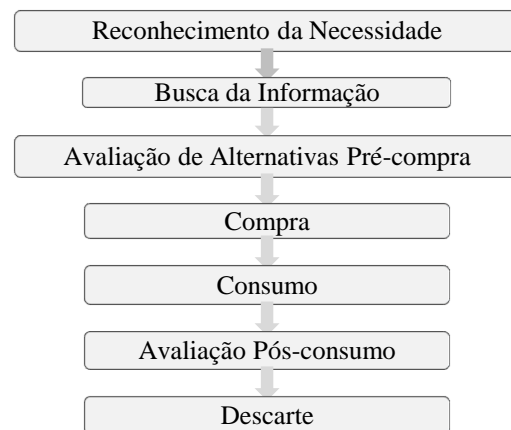 Reconhecimento da Necessidade
Busca da Informação
Avaliação de Alternativas Pré-compra
Compra
Consumo
Avaliação Pós-consumo
Descarte